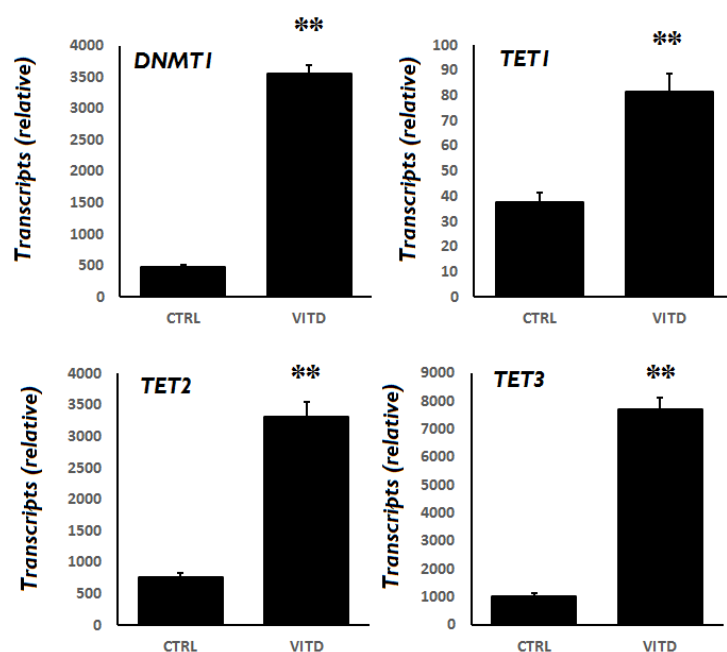 **
DNMT1
Transcripts (relative)
4000
3500
3000
2500
2000
1500
1000
500
0
CTRL
VITD
**
TET1
Transcripts (relative)
100
90
80
70
60
50
40
30
20
10
0
CTRL
VITD
**
TET2
Transcripts (relative)
4000
3500
3000
2500
2000
1500
1000
500
0
CTRL
VITD
**
TET3
Transcripts (relative)
9000
8000
7000
6000
5000
4000
3000
2000
1000
0
CTRL
VITD